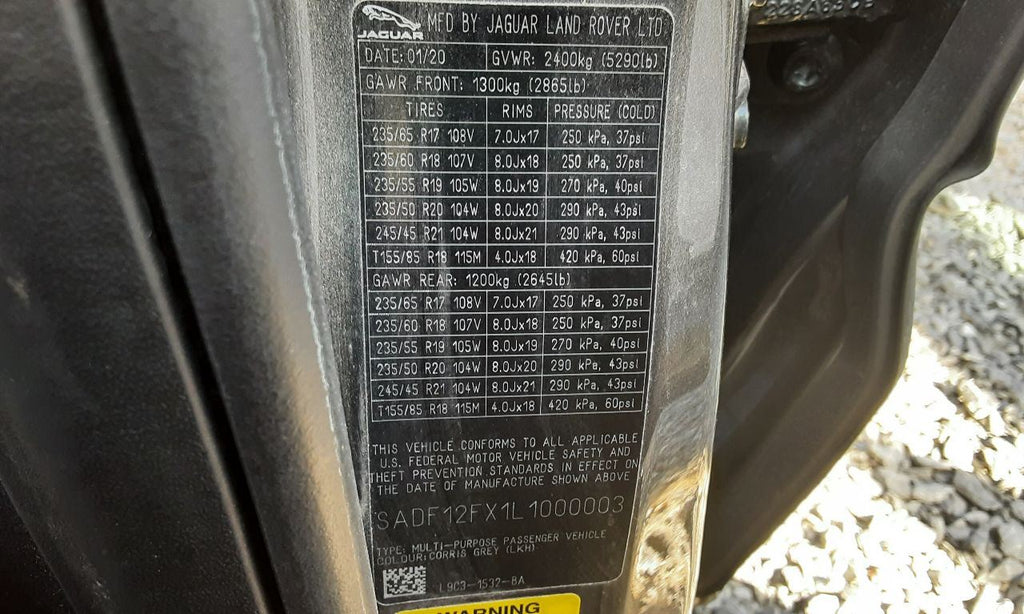 JAGUAR MFD BY JAGUAR LAND ROVER LTD
DATE: 01/20 GVWR: 2400kg (5290lb)
GAWR FRONT: 1300kg (2865lb)
TIRES RIMS PRESSURE (COLD)
235/65 R17 108V 7.0Jx17 250 kPa, 37psi
235/60 R18 107V 8.0Jx18 250 kPa, 37psi
235/55 R19 105W 8.0Jx19 270 kPa, 40psi
235/50 R20 104W 8.0Jx20 290 kPa, 43psi
245/45 R21 104W 8.0Jx21 290 kPa, 43psi
T155/85 R18 115M 4.0Jx18 420 kPa, 60psi
GAWR REAR: 1200kg (2645lb)
235/65 R17 108V 7.0Jx17 250 kPa, 37psi
235/60 R18 107V 8.0Jx18 250 kPa, 37psi
235/55 R19 105W 8.0Jx19 270 kPa, 40psi
235/50 R20 104W 8.0Jx20 290 kPa, 43psi
245/45 R21 104W 8.0Jx21 290 kPa, 43psi
T155/85 R18 115M 4.0Jx18 420 kPa, 60psi
THIS VEHICLE CONFORMS TO ALL APPLICABLE
U.S. FEDERAL MOTOR VEHICLE SAFETY AND
THEFT PREVENTION STANDARDS IN EFFECT ON
THE DATE OF MANUFACTURE SHOWN ABOVE
SADF12FX1L1000003
TYPE: MULTI-PURPOSE PASSENGER VEHICLE
COLOUR:CORRIS GREY (LKH)
L9C3-1532-BA
WARNING